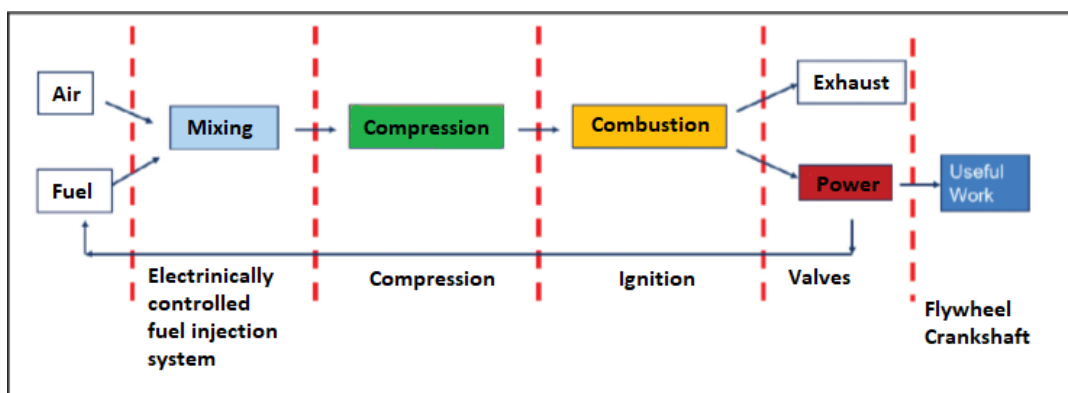 Air
Fuel
Mixing
Compression
Combustion
Exhaust
Power
Useful
Work
Electrinically
controlled
fuel injection
system
Compression
Ignition
Valves
Flywheel
Crankshaft